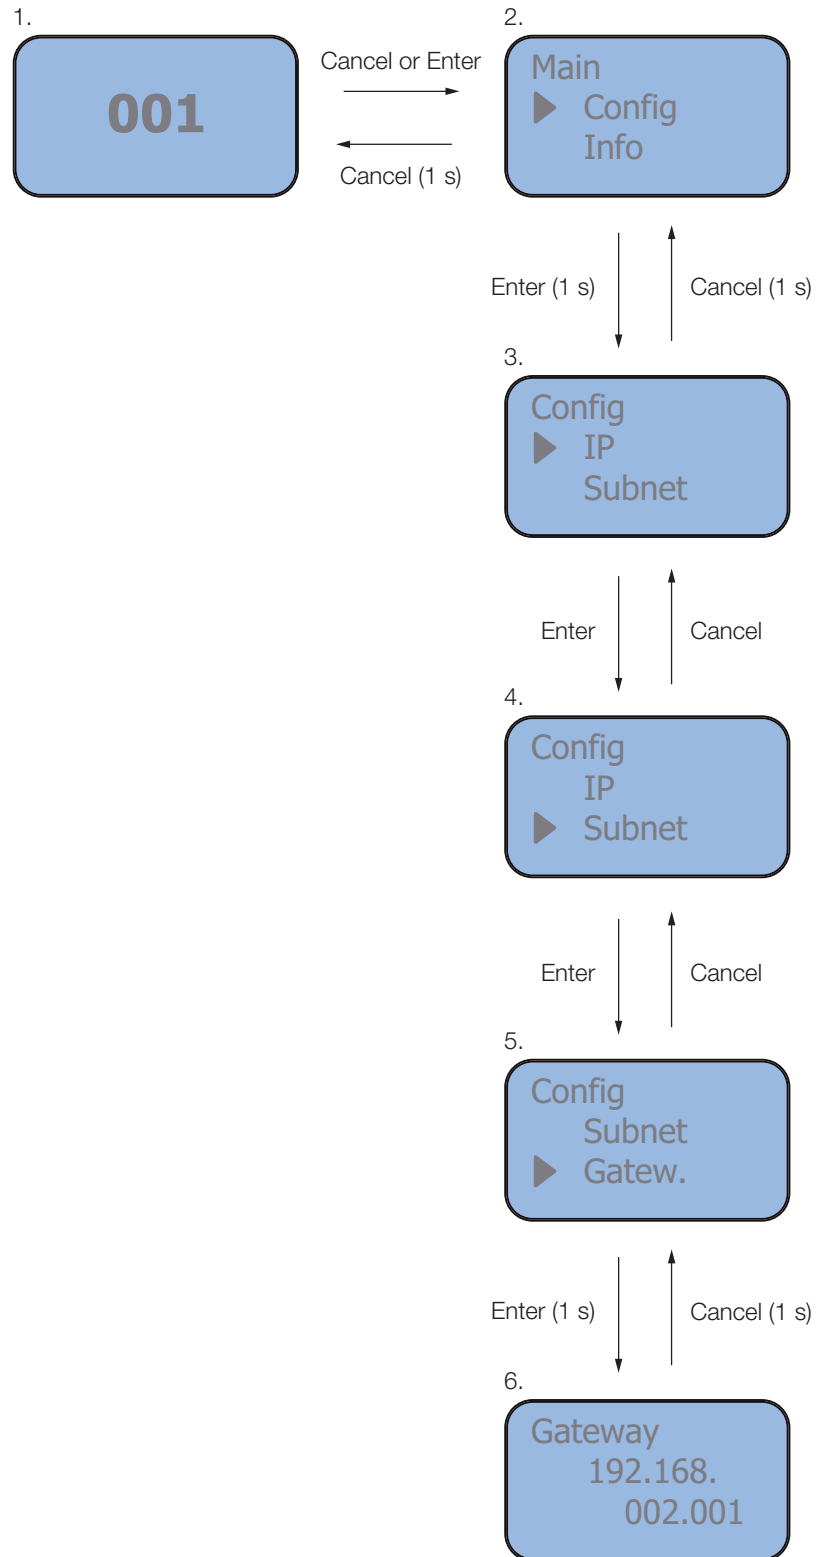 1.
001
Cancel or Enter
Cancel (1 s)
2.
Main
Config
Info
Enter (1 s)
Cancel (1 s)
3.
Config
IP
Subnet
Enter
Cancel
4.
Config
IP
Subnet
Enter
Cancel
5.
Config
Subnet
Gatew.
Enter (1 s)
Cancel (1 s)
6.
Gateway
192.168.
002.001